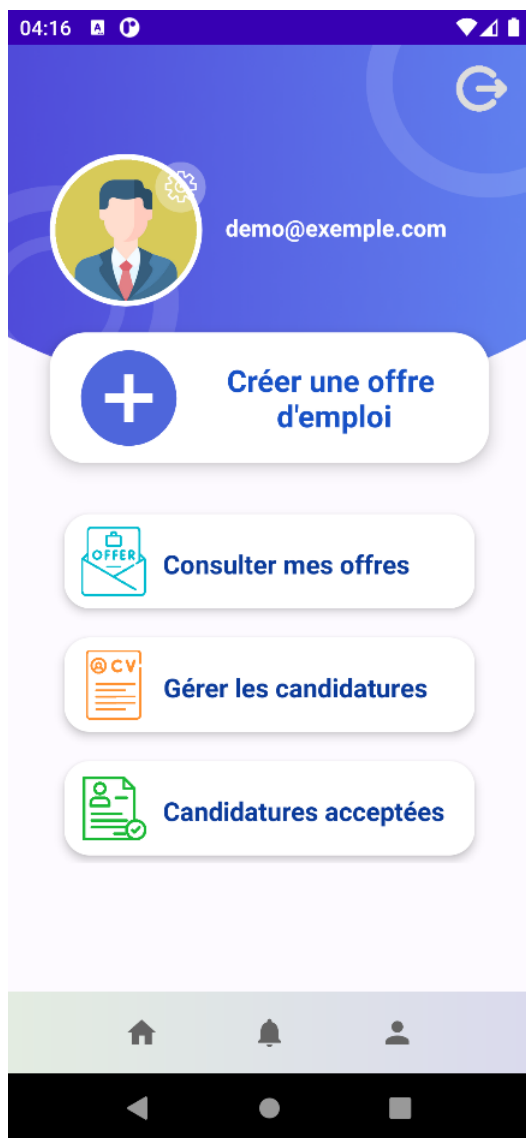 04:16
demo@exemple.com
Créer une offre
d'emploi
OFFER
Consulter mes offres
CV
Gérer les candidatures
Candidatures acceptées